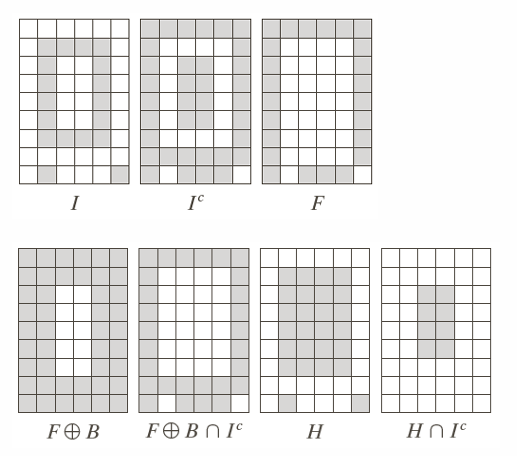 I I^c F
F ⊕ B F ⊕ B ∩ I^c H H ∩ I^c